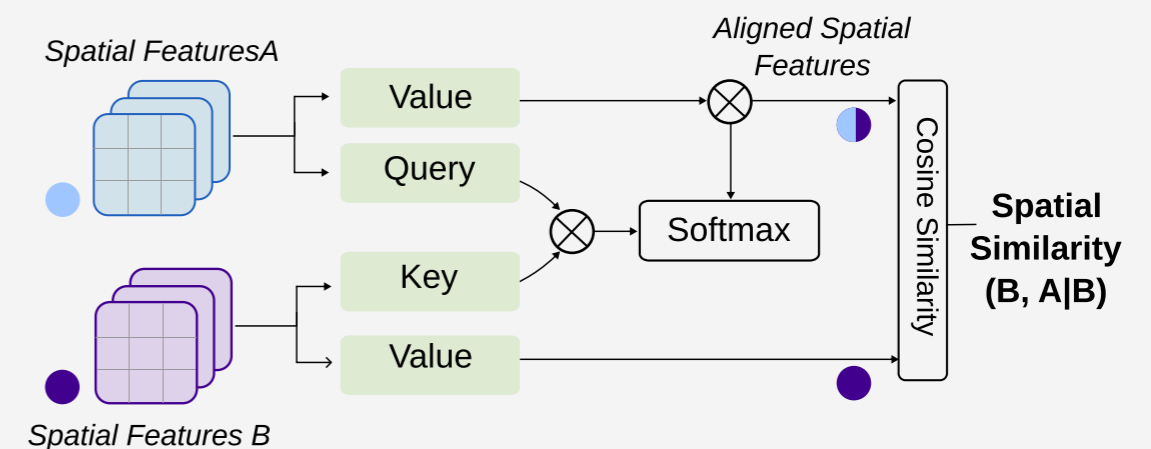 Spatial FeaturesA
Value
Query
Key
Value
Spatial Features B
Softmax
Aligned Spatial
Features
Cosine Similarity
Spatial
Similarity
(B, A|B)